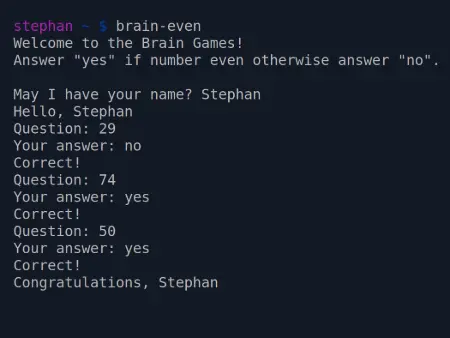 stephan ~ $ brain-even
Welcome to the Brain Games!
Answer "yes" if number even otherwise answer "no".
May I have your name? Stephan
Hello, Stephan
Question: 29
Your answer: no
Correct!
Question: 74
Your answer: yes
Correct!
Question: 50
Your answer: yes
Correct!
Congratulations, Stephan